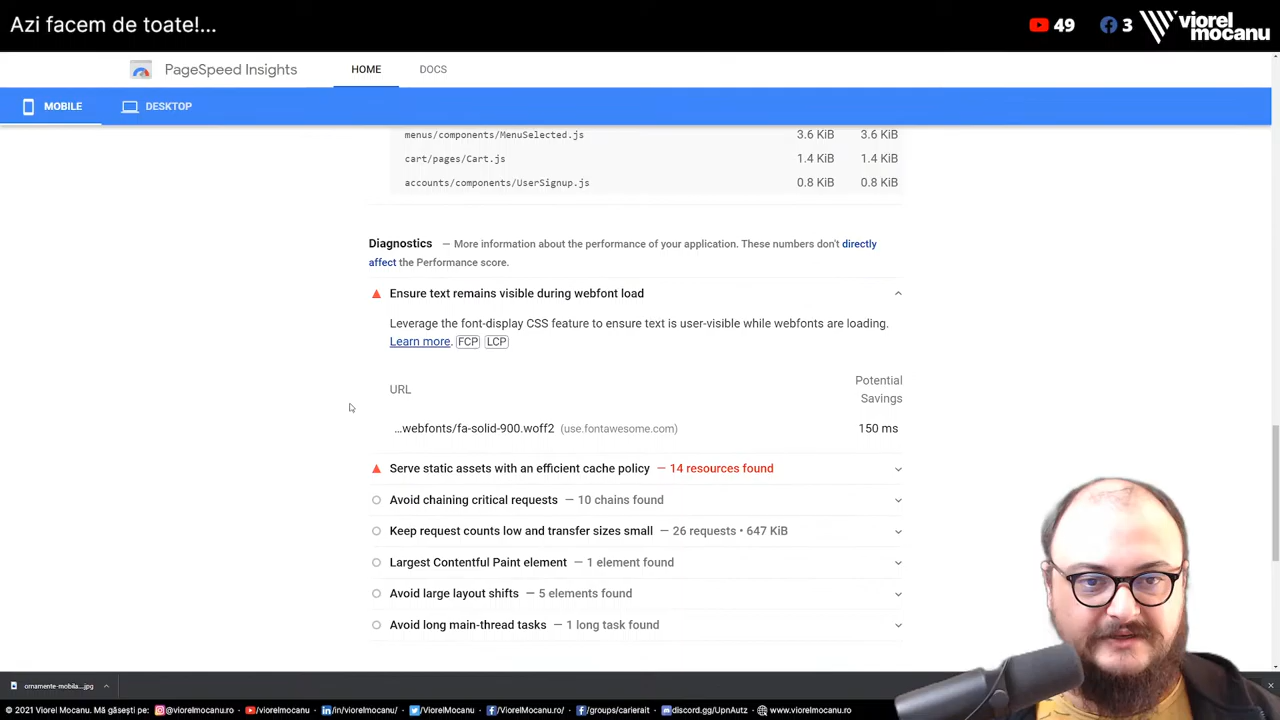 Azi facem de toate!...
49
3
viorel mocanu
PageSpeed Insights
HOME
DOCS
MOBILE
DESKTOP
menus/components/MenuSelected.js 3.6 KiB 3.6 KiB
cart/pages/Cart.js 1.4 KiB 1.4 KiB
accounts/components/UserSignup.js 0.8 KiB 0.8 KiB
Diagnostics — More information about the performance of your application. These numbers don't directly
affect the Performance score.
Ensure text remains visible during webfont load
Leverage the font-display CSS feature to ensure text is user-visible while webfonts are loading.
Learn more. FCP LCP
URL
Potential
Savings
…webfonts/fa-solid-900.woff2 (use.fontawesome.com) 150 ms
Serve static assets with an efficient cache policy — 14 resources found
Avoid chaining critical requests — 10 chains found
Keep request counts low and transfer sizes small — 26 requests • 647 KiB
Largest Contentful Paint element — 1 element found
Avoid large layout shifts — 5 elements found
Avoid long main-thread tasks — 1 long task found
ornamente-mobila....jpg
© 2021 Viorel Mocanu. Mă găsești pe: @viorelmocanu /viorelmocanu /in/viorelmocanu/ /ViorelMocanu /ViorelMocanu.ro/ /groups/carierait /discord.gg/UpnAutz www.viorelmocanu.ro